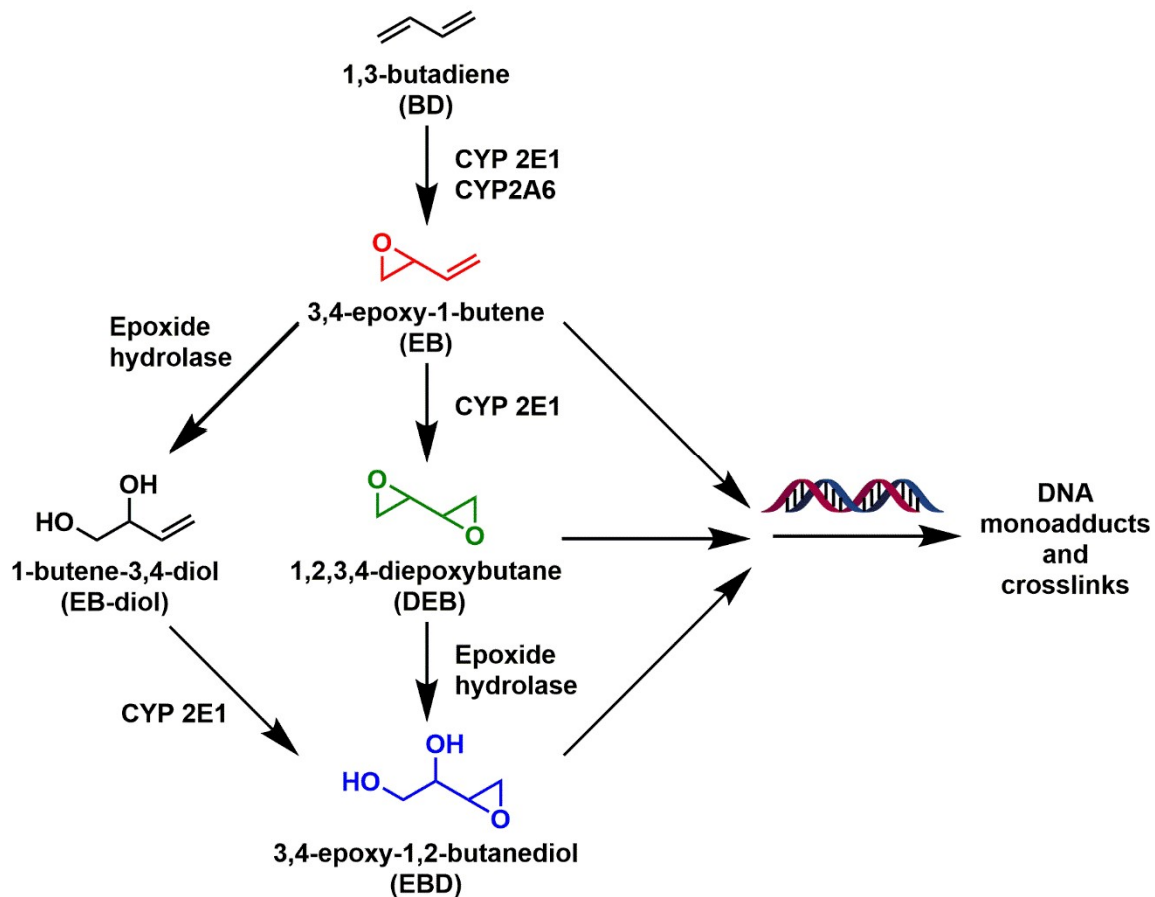 1,3-butadiene
(BD)
CYP 2E1
CYP2A6
O
3,4-epoxy-1-butene
(EB)
Epoxide
hydrolase
CYP 2E1
OH
HO
1-butene-3,4-diol
(EB-diol)
O
O
1,2,3,4-diepoxybutane
(DEB)
DNA
monoadducts
and
crosslinks
CYP 2E1
Epoxide
hydrolase
OH
HO
O
3,4-epoxy-1,2-butanediol
(EBD)